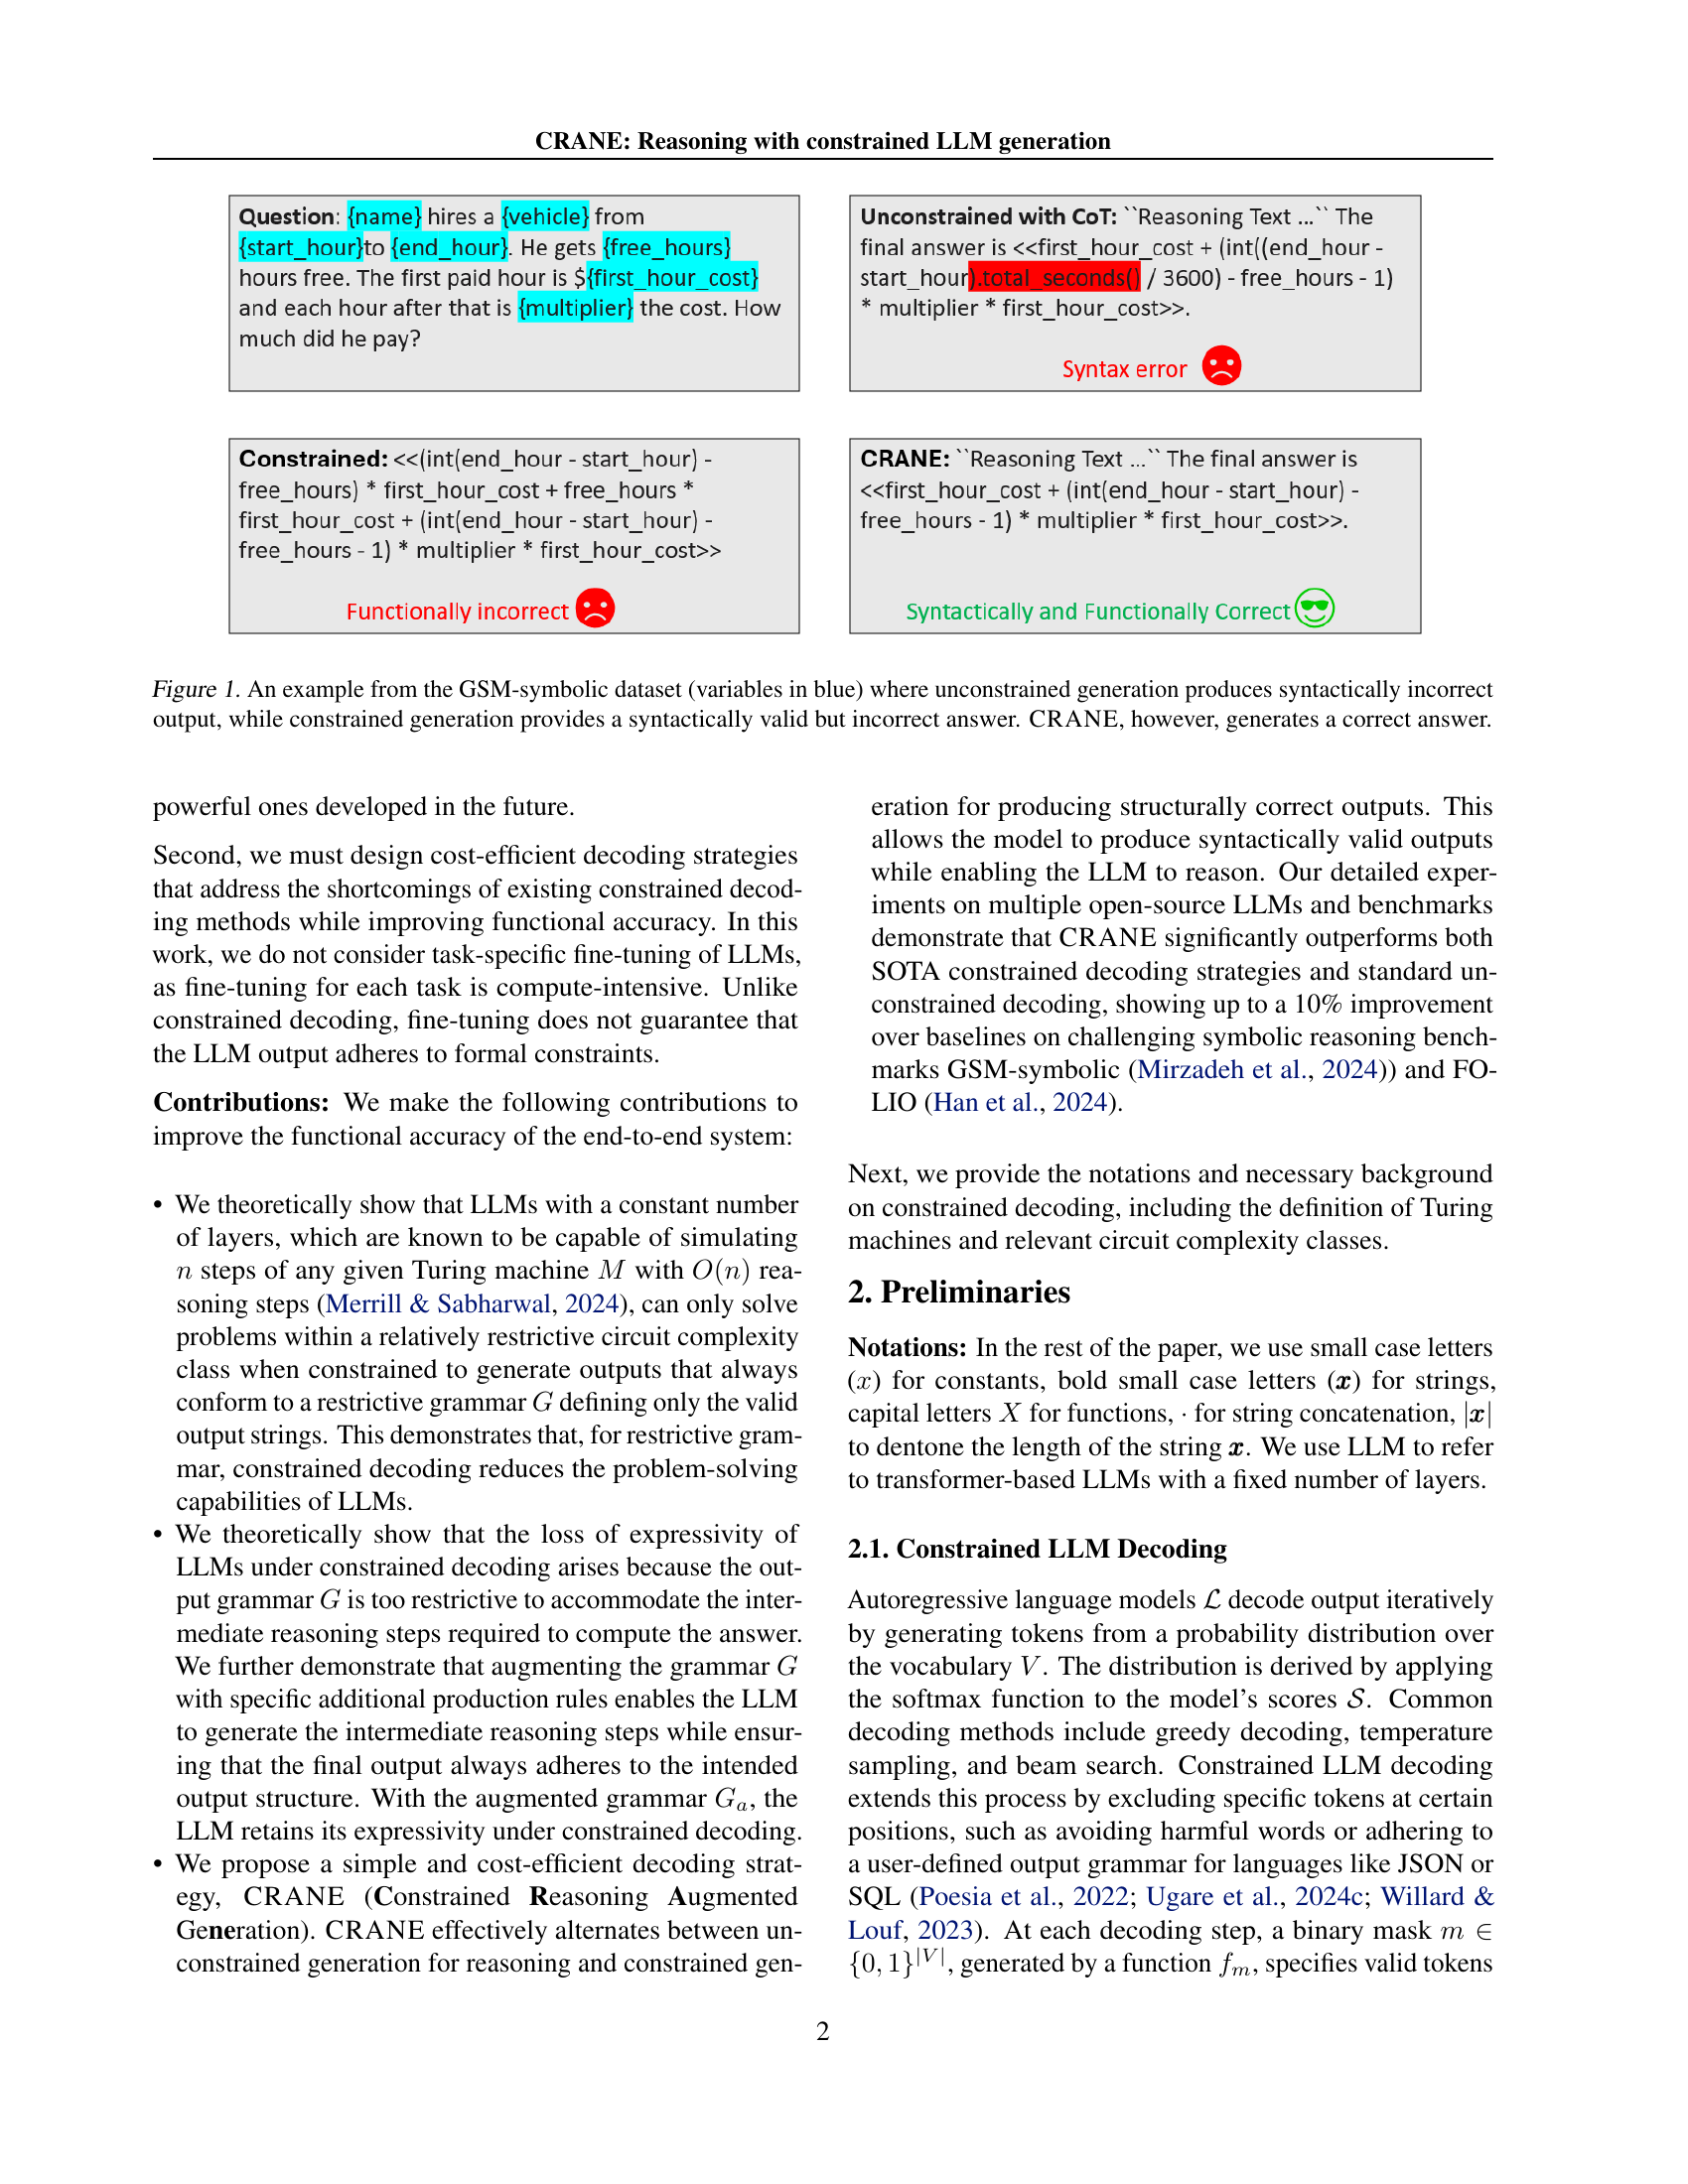 CRANE: Reasoning with constrained LLM generation
Question: {name} hires a {vehicle} from
{start_hour}to {end_hour}. He gets {free_hours}
hours free. The first paid hour is ${first_hour_cost}
and each hour after that is {multiplier} the cost. How
much did he pay?
Unconstrained with CoT: ``Reasoning Text ...`` The
final answer is <<first_hour_cost + (int((end_hour -
start_hour).total_seconds() / 3600) - free_hours - 1)
* multiplier * first_hour_cost>>.
Syntax error
Constrained: <<(int(end_hour - start_hour) -
free_hours) * first_hour_cost + free_hours *
first_hour_cost + (int(end_hour - start_hour) -
free_hours - 1) * multiplier * first_hour_cost>>
Functionally incorrect
CRANE: ``Reasoning Text ...`` The final answer is
<<first_hour_cost + (int(end_hour - start_hour) -
free_hours - 1) * multiplier * first_hour_cost>>.
Syntactically and Functionally Correct
Figure 1. An example from the GSM-symbolic dataset (variables in blue) where unconstrained generation produces syntactically incorrect
output, while constrained generation provides a syntactically valid but incorrect answer. CRANE, however, generates a correct answer.
powerful ones developed in the future.
Second, we must design cost-efficient decoding strategies
that address the shortcomings of existing constrained decod-
ing methods while improving functional accuracy. In this
work, we do not consider task-specific fine-tuning of LLMs,
as fine-tuning for each task is compute-intensive. Unlike
constrained decoding, fine-tuning does not guarantee that
the LLM output adheres to formal constraints.
Contributions: We make the following contributions to
improve the functional accuracy of the end-to-end system:
• We theoretically show that LLMs with a constant number
of layers, which are known to be capable of simulating
n steps of any given Turing machine M with O(n) rea-
soning steps (Merrill & Sabharwal, 2024), can only solve
problems within a relatively restrictive circuit complexity
class when constrained to generate outputs that always
conform to a restrictive grammar G defining only the valid
output strings. This demonstrates that, for restrictive gram-
mar, constrained decoding reduces the problem-solving
capabilities of LLMs.
• We theoretically show that the loss of expressivity of
LLMs under constrained decoding arises because the out-
put grammar G is too restrictive to accommodate the inter-
mediate reasoning steps required to compute the answer.
We further demonstrate that augmenting the grammar G
with specific additional production rules enables the LLM
to generate the intermediate reasoning steps while ensur-
ing that the final output always adheres to the intended
output structure. With the augmented grammar Gₐ, the
LLM retains its expressivity under constrained decoding.
• We propose a simple and cost-efficient decoding strat-
egy, CRANE (Constrained Reasoning Augmented
Generation). CRANE effectively alternates between un-
constrained generation for reasoning and constrained gen-
eration for producing structurally correct outputs. This
allows the model to produce syntactically valid outputs
while enabling the LLM to reason. Our detailed exper-
iments on multiple open-source LLMs and benchmarks
demonstrate that CRANE significantly outperforms both
SOTA constrained decoding strategies and standard un-
constrained decoding, showing up to a 10% improvement
over baselines on challenging symbolic reasoning bench-
marks GSM-symbolic (Mirzadeh et al., 2024)) and FO-
LIO (Han et al., 2024).
Next, we provide the notations and necessary background
on constrained decoding, including the definition of Turing
machines and relevant circuit complexity classes.
2. Preliminaries
Notations: In the rest of the paper, we use small case letters
(x) for constants, bold small case letters (x) for strings,
capital letters X for functions, · for string concatenation, |x|
to dentone the length of the string x. We use LLM to refer
to transformer-based LLMs with a fixed number of layers.
2.1. Constrained LLM Decoding
Autoregressive language models ℒ decode output iteratively
by generating tokens from a probability distribution over
the vocabulary V. The distribution is derived by applying
the softmax function to the model's scores 𝒮. Common
decoding methods include greedy decoding, temperature
sampling, and beam search. Constrained LLM decoding
extends this process by excluding specific tokens at certain
positions, such as avoiding harmful words or adhering to
a user-defined output grammar for languages like JSON or
SQL (Poesia et al., 2022; Ugare et al., 2024c; Willard &
Louf, 2023). At each decoding step, a binary mask m ∈
{0, 1}^|V|, generated by a function fₘ, specifies valid tokens
2